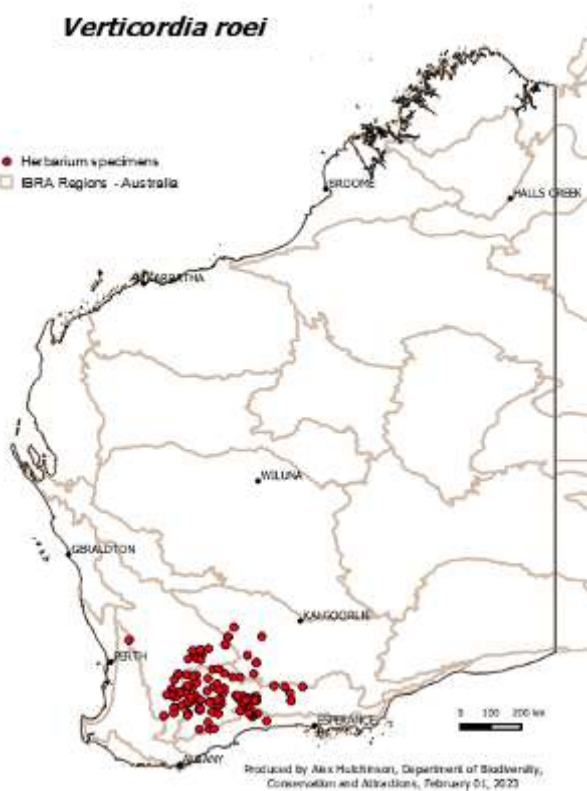 Verticordia roei
Herbarium specimens
IBRA Regions - Australia
BROOME
HALLS CREEK
WILUNA
GERALDTON
KALGOORLIE
PERTH
ESPERANCE
ALBANY
0 100 200 km
Produced by Alex Hutchinson, Department of Biodiversity,
Conservation and Attractions, February 01, 2023